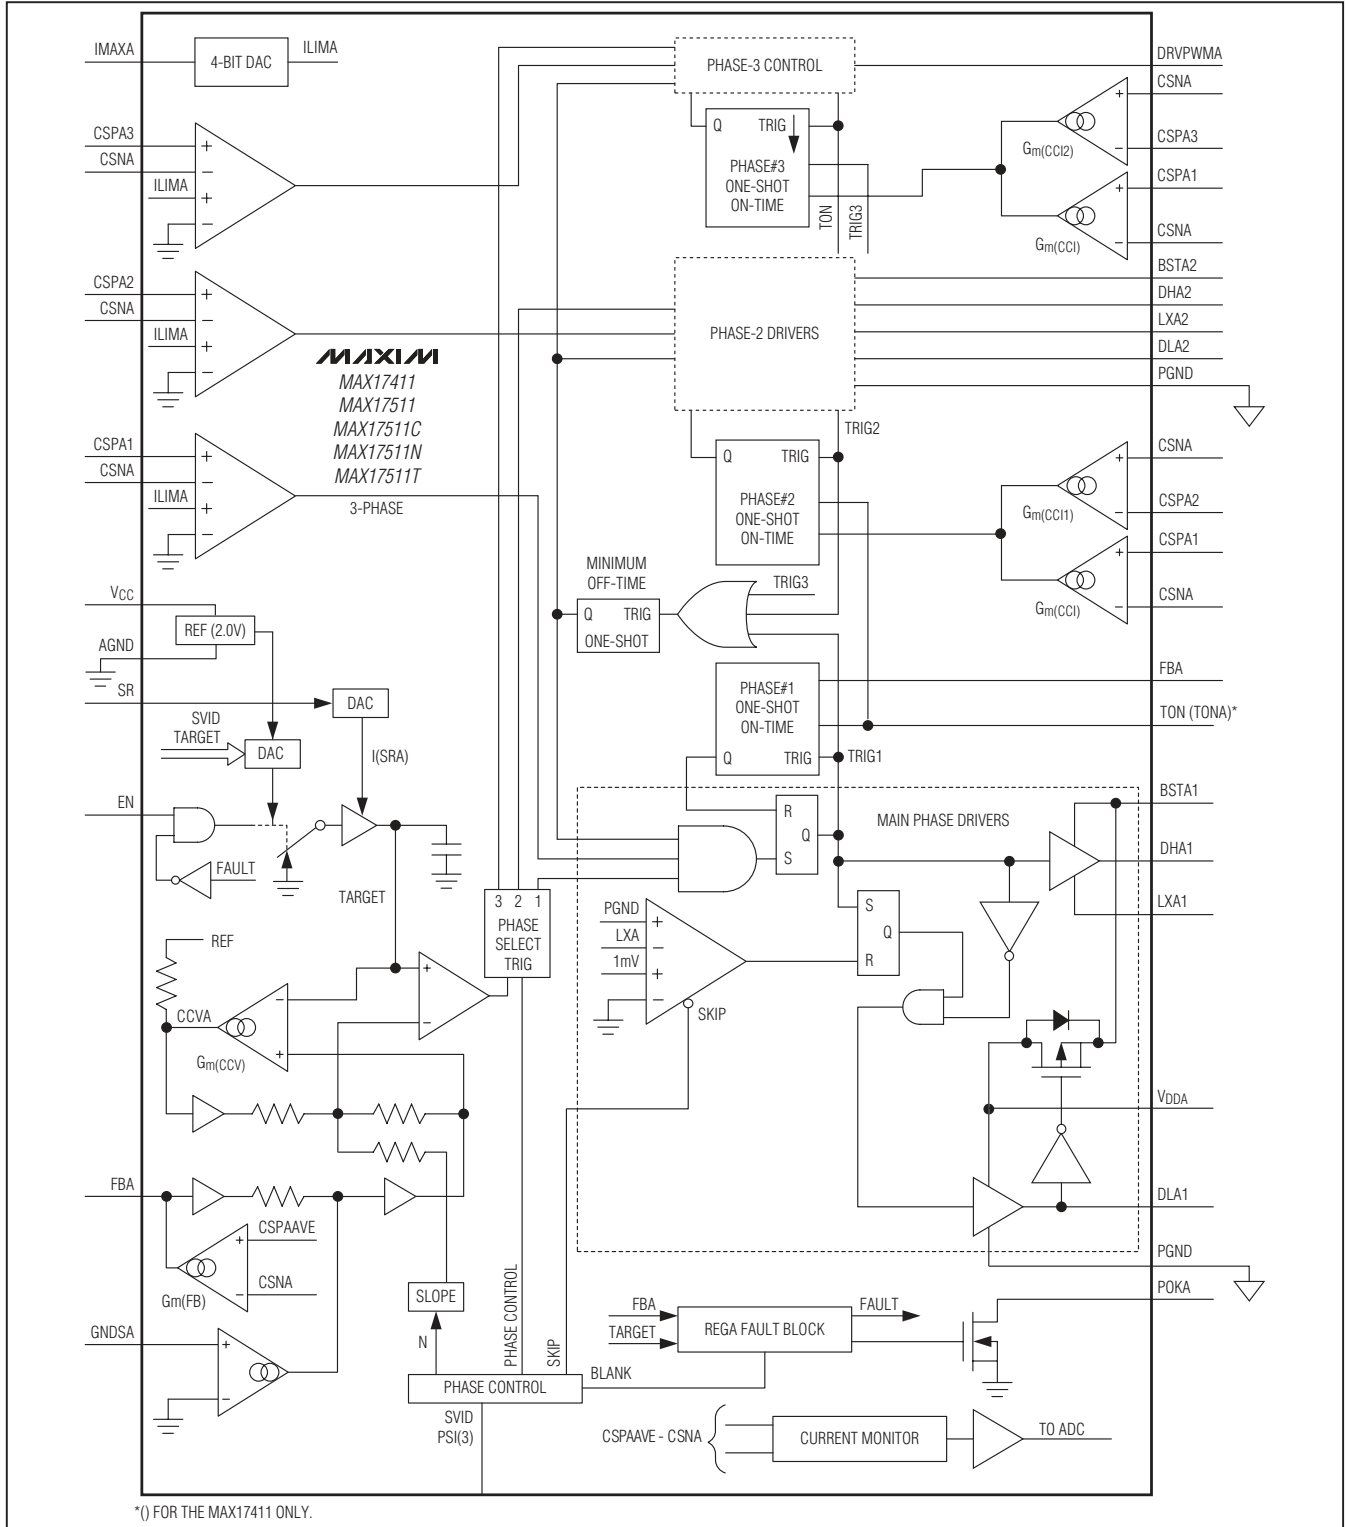 IMAXA
4-BIT DAC
ILIMA
PHASE-3 CONTROL
DRVPWMA
CSNA
+
Gm(CCI2)
−
CSPA3
CSPA1
+
Gm(CCI)
−
CSNA
Q TRIG
PHASE#3
ONE-SHOT
ON-TIME
TON
TRIG3
CSPA3
CSNA
ILIMA
+
−
+
−
BSTA2
DHA2
LXA2
DLA2
PGND
PHASE-2 DRIVERS
CSPA2
CSNA
ILIMA
+
−
+
−
MAXIM
MAX17411
MAX17511
MAX17511C
MAX17511N
MAX17511T
3-PHASE
CSPA1
CSNA
ILIMA
+
−
+
−
TRIG2
Q TRIG
PHASE#2
ONE-SHOT
ON-TIME
CSNA
+
Gm(CCI1)
−
CSPA2
CSPA1
+
Gm(CCI)
−
CSNA
MINIMUM
OFF-TIME
Q TRIG
ONE-SHOT
TRIG3
VCC
REF (2.0V)
AGND
SR
DAC
SVID
TARGET
DAC
I(SRA)
PHASE#1
ONE-SHOT
ON-TIME
Q TRIG
TRIG1
FBA
TON (TONA)*
EN
FAULT
TARGET
R
Q
S
MAIN PHASE DRIVERS
BSTA1
DHA1
LXA1
3 2 1
PHASE
SELECT
TRIG
PGND
LXA
1mV
+
−
+
−
SKIP
S
Q
R
REF
CCVA
−
+
Gm(CCV)
+
−
VDDA
DLA1
PGND
POKA
FBA
CSPAAVE
+
−
CSNA
Gm(FB)
GNDSA
+
−
SLOPE
N
PHASE CONTROL
SKIP
PHASE CONTROL
SVID
PSI(3)
BLANK
FBA
TARGET
REGA FAULT BLOCK
FAULT
CSPAAVE - CSNA
CURRENT MONITOR
TO ADC
*() FOR THE MAX17411 ONLY.